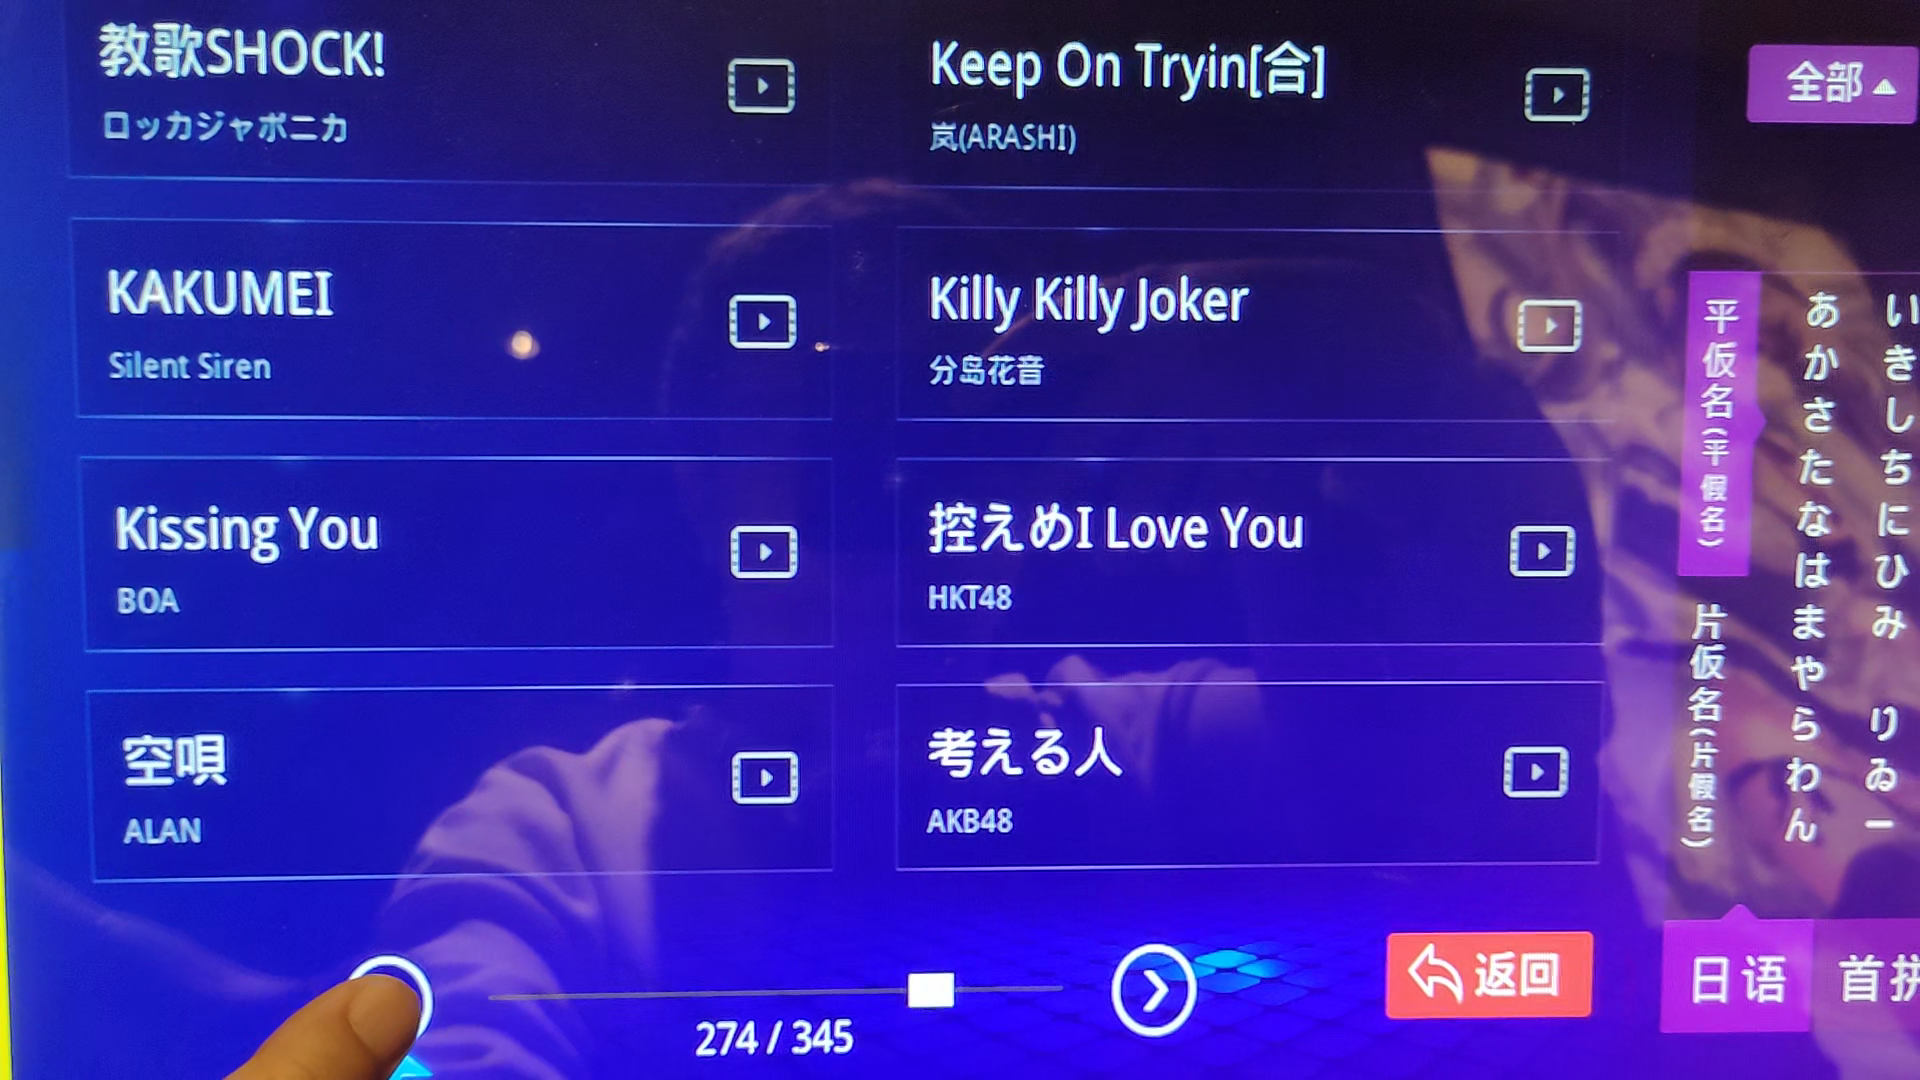 教歌SHOCK!
ロッカジャポニカ
Keep On Tryin[合]
岚(ARASHI)
KAKUMEI
Silent Siren
Killy Killy Joker
分岛花音
Kissing You
BOA
控えめI Love You
HKT48
空唄
ALAN
考える人
AKB48
274 / 345
返回
全部
平仮名(平假名)
片仮名(片假名)
あかさたなはまやらわん
いきしちにひみ りゐー
日语
首拼